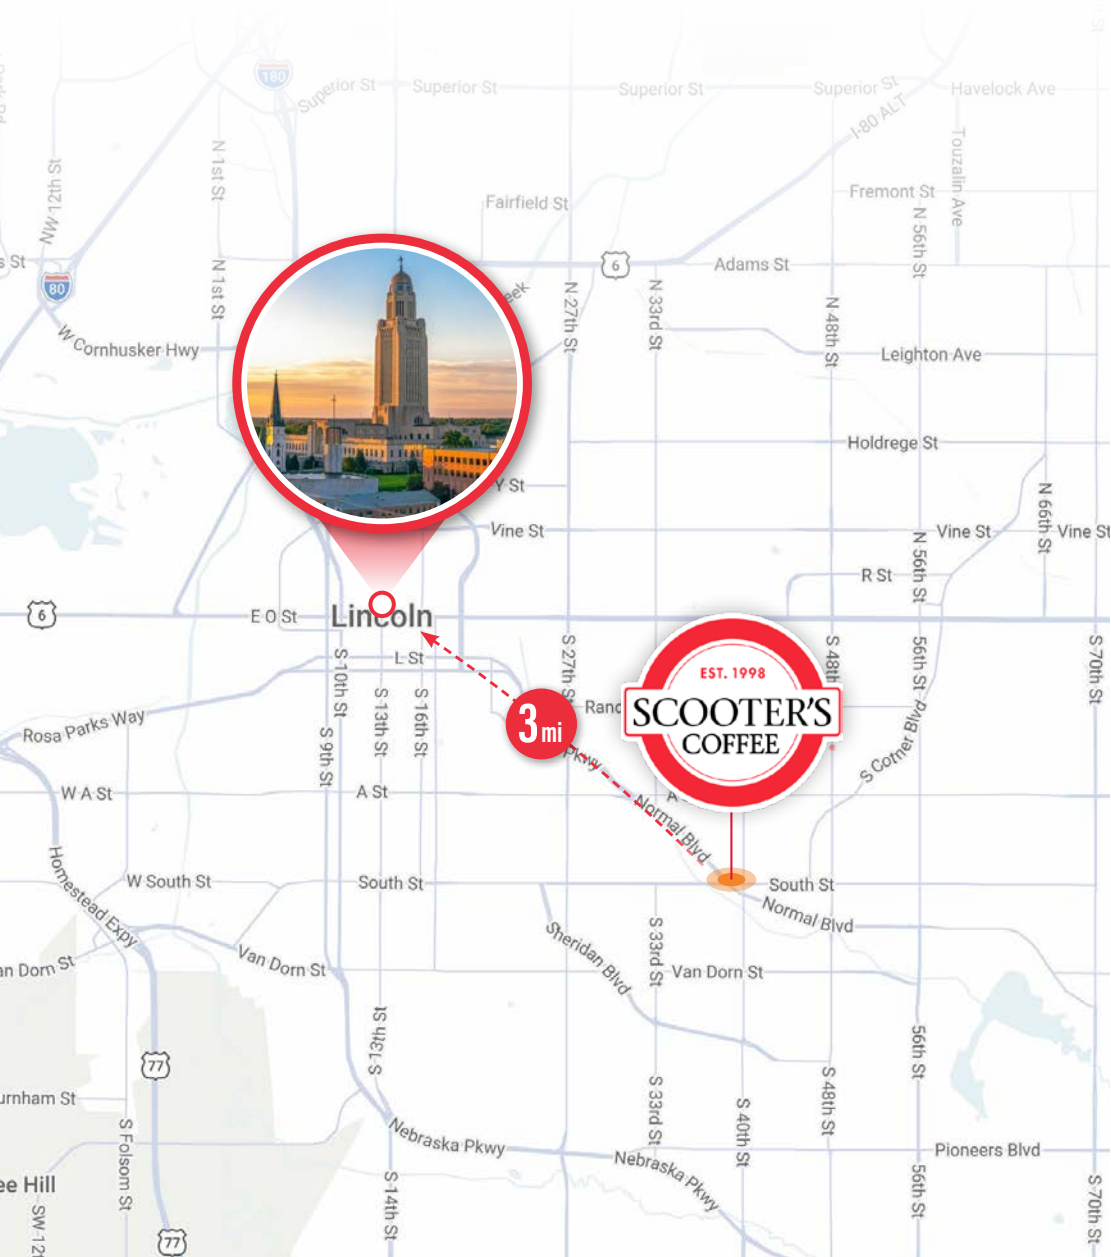 180
Superior St
Superior St
Superior St
Superior St
Havelock Ave
I-80 ALT
N 1st St
NW 12th St
Touzalin Ave
Fremont St
Fairfield St
N 56th St
s St
80
6
Adams St
N 1st St
eek
N 27th St
N 33rd St
N 48th St
W Cornhusker Hwy
Leighton Ave
Holdrege St
Y St
N 66th St
Vine St
Vine St
Vine St
N 56th St
R St
6
E O St
Lincoln
L St
S 10th St
S 13th St
S 16th St
S 27th St
S 48th
56th St
S 70th St
EST. 1998
SCOOTER'S
COFFEE
3 mi
Rand
Pkwy
Rosa Parks Way
S 9th St
S Cotner Blvd
W A St
A St
A
Normal Blvd
Homestead Expy
W South St
South St
South St
Normal Blvd
Sheridan Blvd
S 33rd St
Van Dorn St
an Dorn St
Van Dorn St
S 13th St
56th St
77
urnham St
S Folsom St
S 33rd St
S 40th St
S 48th St
Nebraska Pkwy
Pioneers Blvd
Nebraska Pkwy
ee Hill
SW 12t
S 14th St
56th St
S 70th St
77